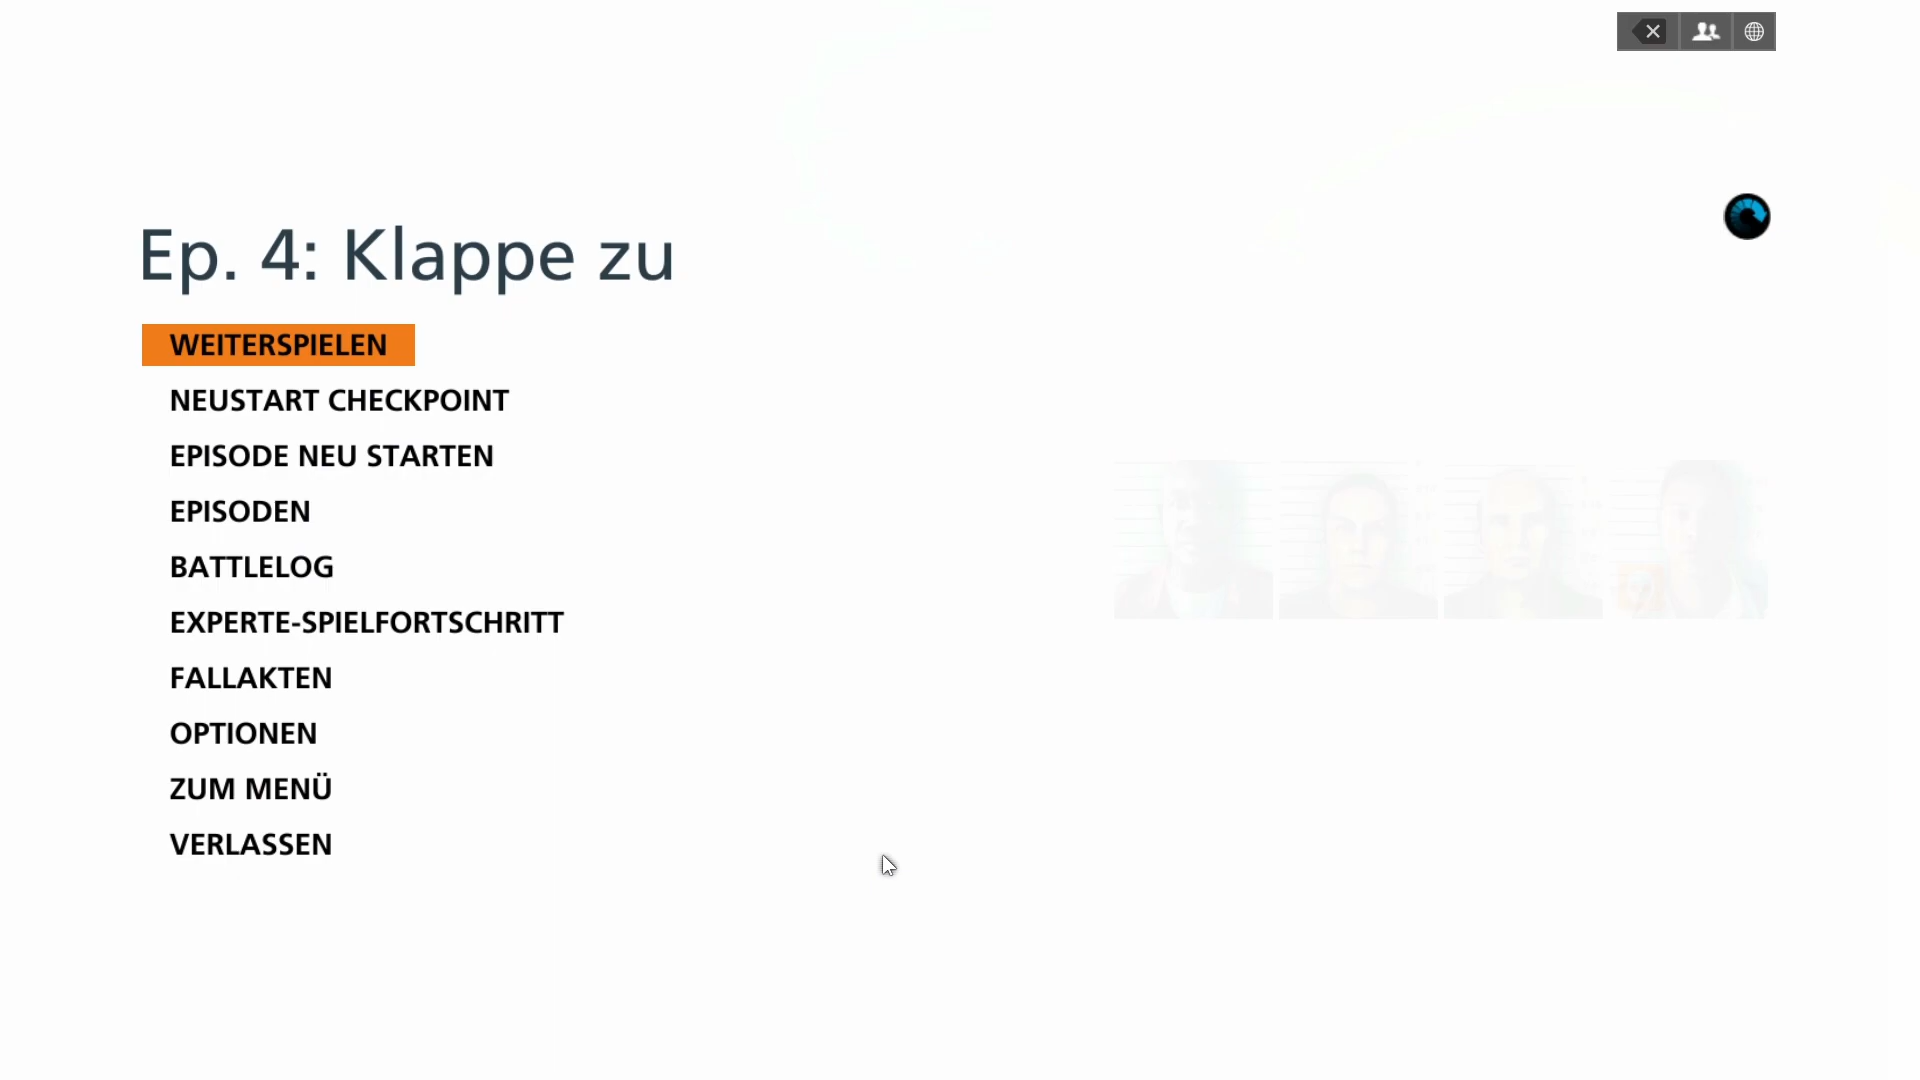 Ep. 4: Klappe zu
WEITERSPIELEN
NEUSTART CHECKPOINT
EPISODE NEU STARTEN
EPISODEN
BATTLELOG
EXPERTE-SPIELFORTSCHRITT
FALLAKTEN
OPTIONEN
ZUM MENÜ
VERLASSEN